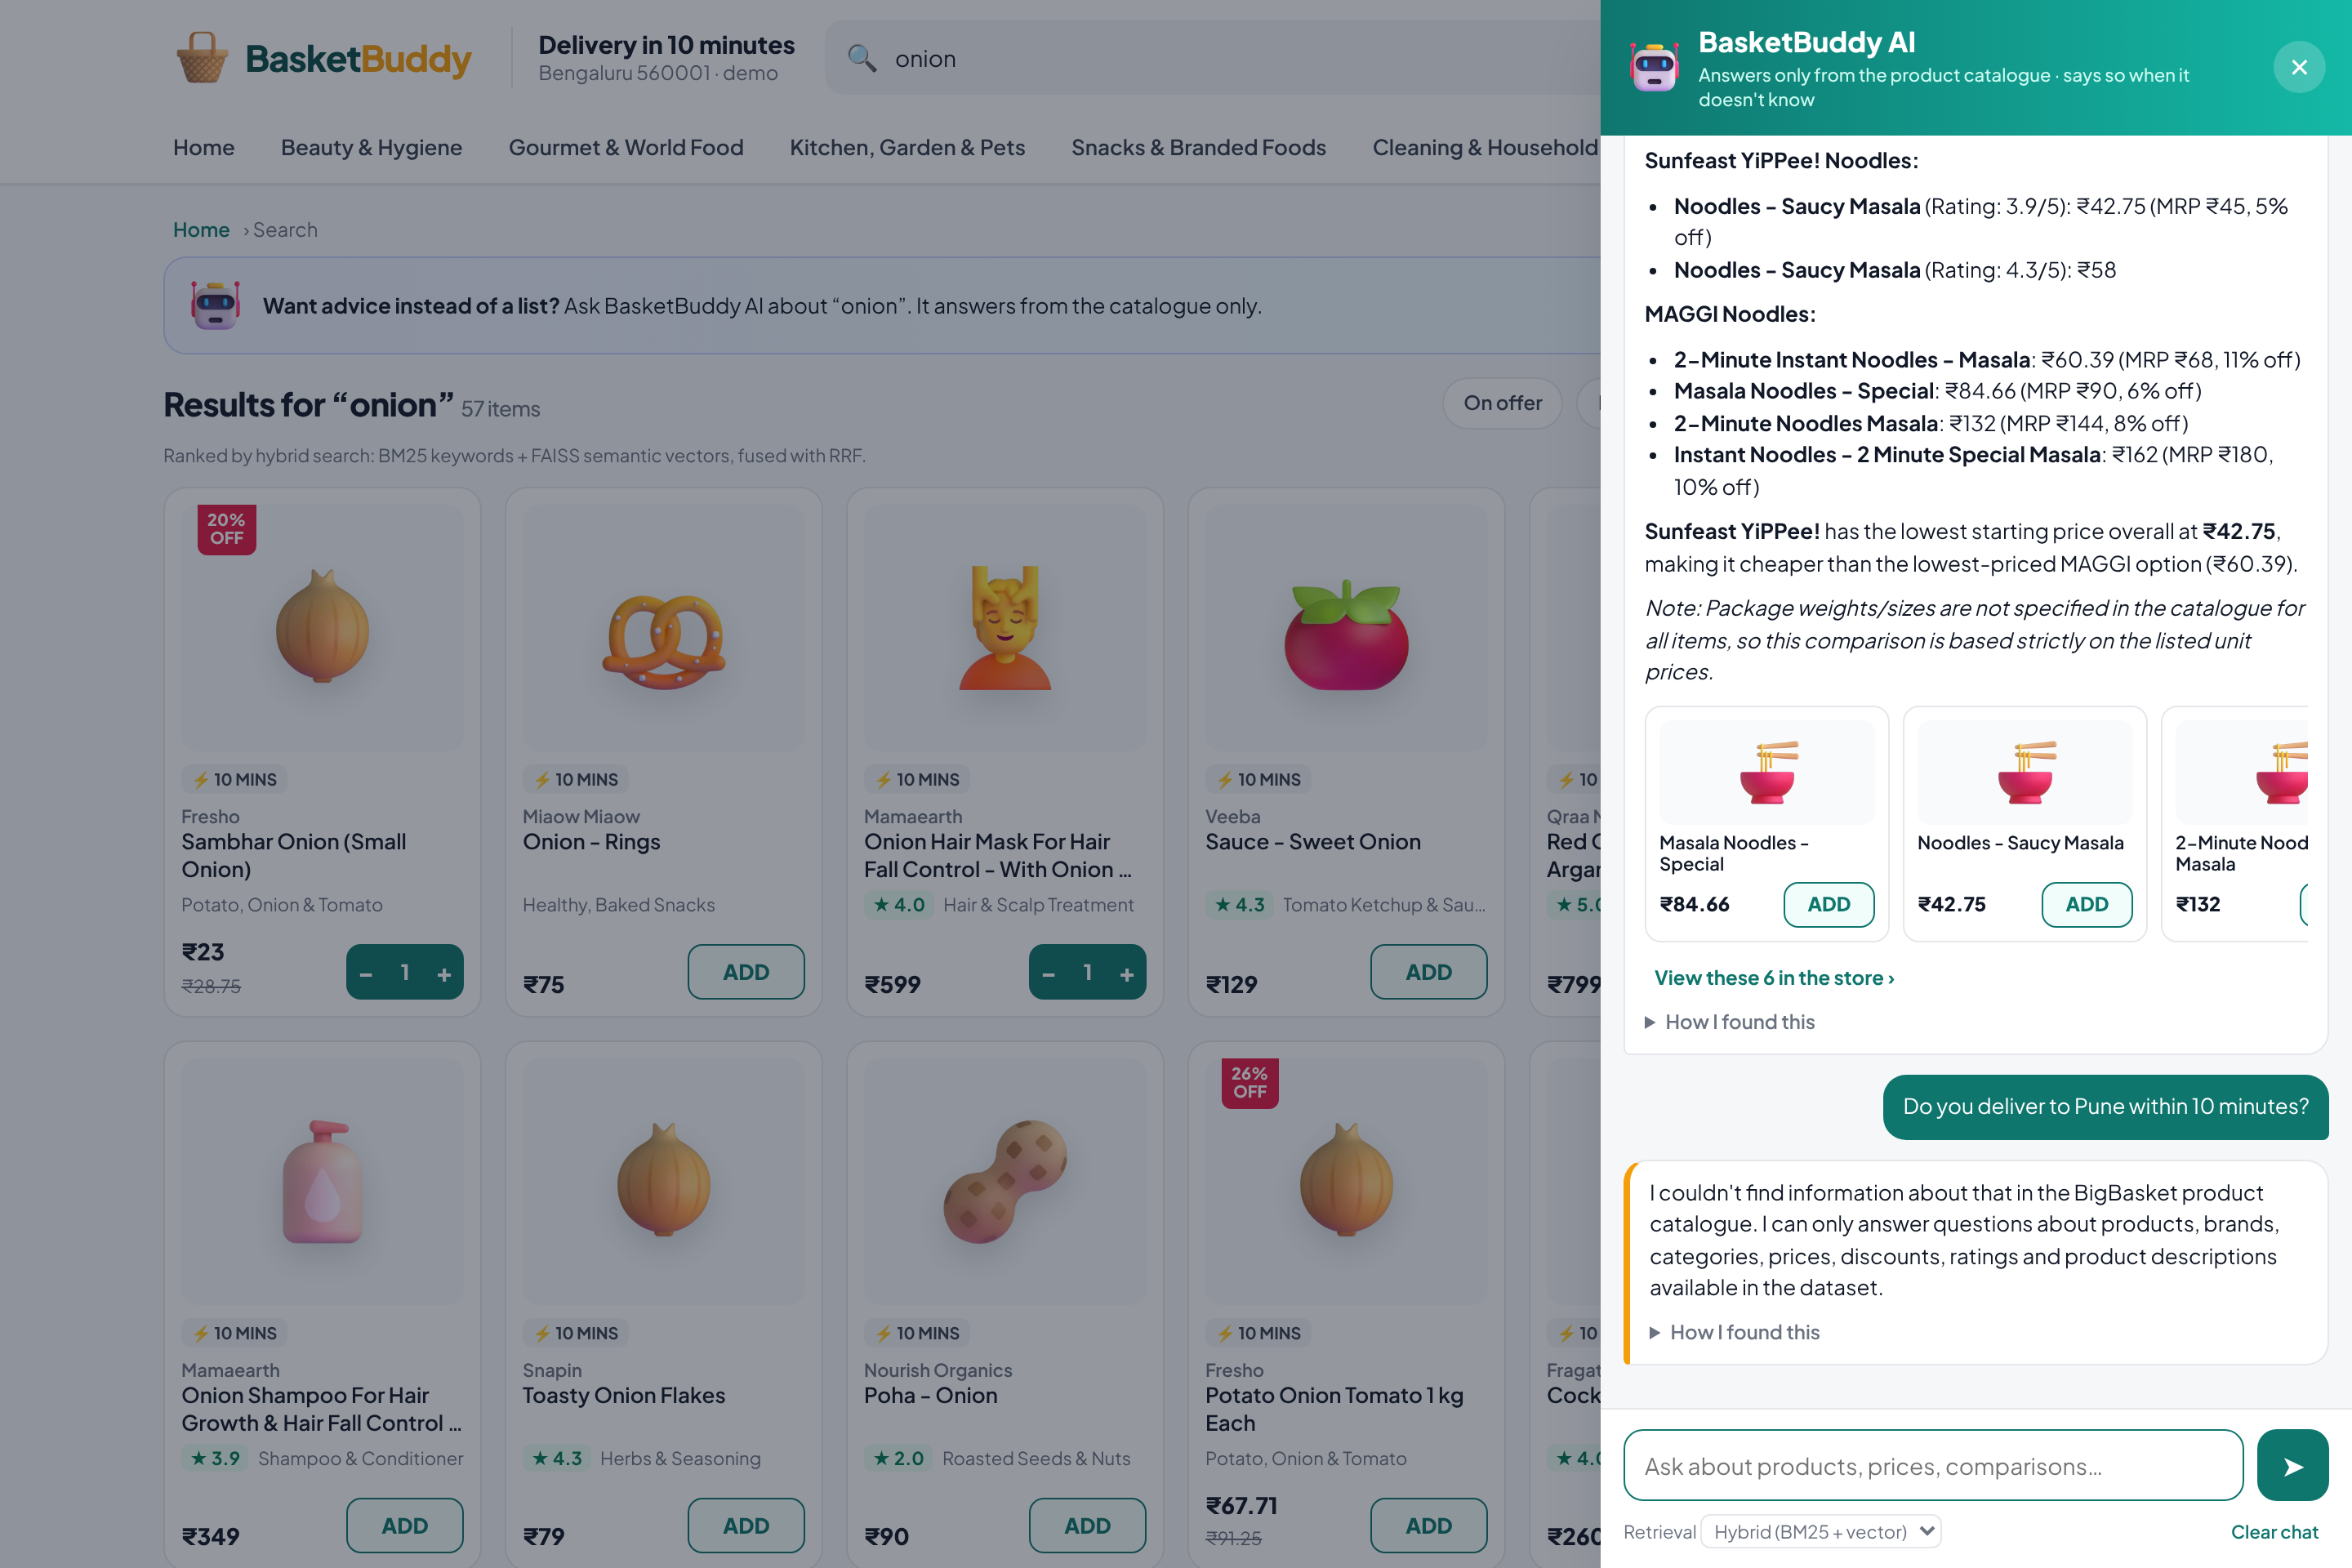 BasketBuddy
Delivery in 10 minutes
Bengaluru 560001 · demo
onion
Home
Beauty & Hygiene
Gourmet & World Food
Kitchen, Garden & Pets
Snacks & Branded Foods
Cleaning & Household
Home › Search
Want advice instead of a list? Ask BasketBuddy AI about “onion”. It answers from the catalogue only.
Results for “onion” 57 items
On offer
Ranked by hybrid search: BM25 keywords + FAISS semantic vectors, fused with RRF.
20%
OFF
⚡ 10 MINS
Fresho
Sambhar Onion (Small
Onion)
Potato, Onion & Tomato
₹23
₹28.75
− 1 +
⚡ 10 MINS
Miaow Miaow
Onion - Rings
Healthy, Baked Snacks
₹75
ADD
⚡ 10 MINS
Mamaearth
Onion Hair Mask For Hair
Fall Control - With Onion ...
★ 4.0 Hair & Scalp Treatment
₹599
− 1 +
⚡ 10 MINS
Veeba
Sauce - Sweet Onion
★ 4.3 Tomato Ketchup & Sau...
₹129
ADD
⚡ 10
Qraa
Red
★ 5.0
₹799
⚡ 10 MINS
Mamaearth
Onion Shampoo For Hair
Growth & Hair Fall Control ...
★ 3.9 Shampoo & Conditioner
₹349
ADD
⚡ 10 MINS
Snapin
Toasty Onion Flakes
★ 4.3 Herbs & Seasoning
₹79
ADD
⚡ 10 MINS
Nourish Organics
Poha - Onion
★ 2.0 Roasted Seeds & Nuts
₹90
ADD
26%
OFF
⚡ 10 MINS
Fresho
Potato Onion Tomato 1 kg
Each
Potato, Onion & Tomato
₹67.71
₹91.25
ADD
⚡ 10
₹260
BasketBuddy AI
Answers only from the product catalogue · says so when it
doesn't know
✕
Sunfeast YiPPee! Noodles:
• Noodles - Saucy Masala (Rating: 3.9/5): ₹42.75 (MRP ₹45, 5%
off)
• Noodles - Saucy Masala (Rating: 4.3/5): ₹58
MAGGI Noodles:
• 2-Minute Instant Noodles - Masala: ₹60.39 (MRP ₹68, 11% off)
• Masala Noodles - Special: ₹84.66 (MRP ₹90, 6% off)
• 2-Minute Noodles Masala: ₹132 (MRP ₹144, 8% off)
• Instant Noodles - 2 Minute Special Masala: ₹162 (MRP ₹180,
10% off)
Sunfeast YiPPee! has the lowest starting price overall at ₹42.75,
making it cheaper than the lowest-priced MAGGI option (₹60.39).
Note: Package weights/sizes are not specified in the catalogue for
all items, so this comparison is based strictly on the listed unit
prices.
Masala Noodles -
Special
₹84.66
ADD
Noodles - Saucy Masala
₹42.75
ADD
2-Minute Nood
Masala
₹132
View these 6 in the store ›
▶ How I found this
Do you deliver to Pune within 10 minutes?
I couldn't find information about that in the BigBasket product
catalogue. I can only answer questions about products, brands,
categories, prices, discounts, ratings and product descriptions
available in the dataset.
▶ How I found this
Ask about products, prices, comparisons...
➤
Retrieval Hybrid (BM25 + vector)
Clear chat